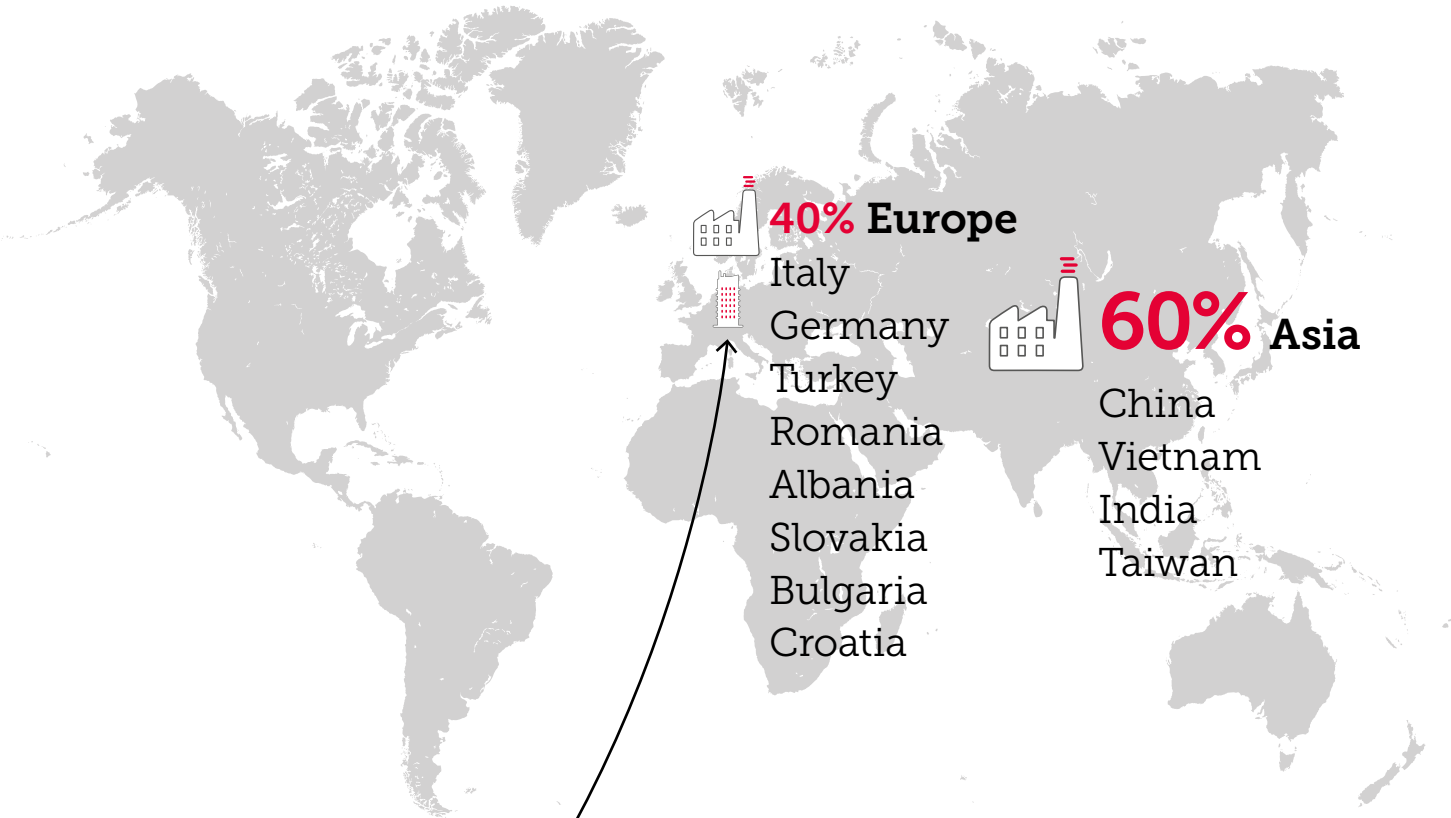 40% Europe
Italy
Germany
Turkey
Romania
Albania
Slovakia
Bulgaria
Croatia
60% Asia
China
Vietnam
India
Taiwan